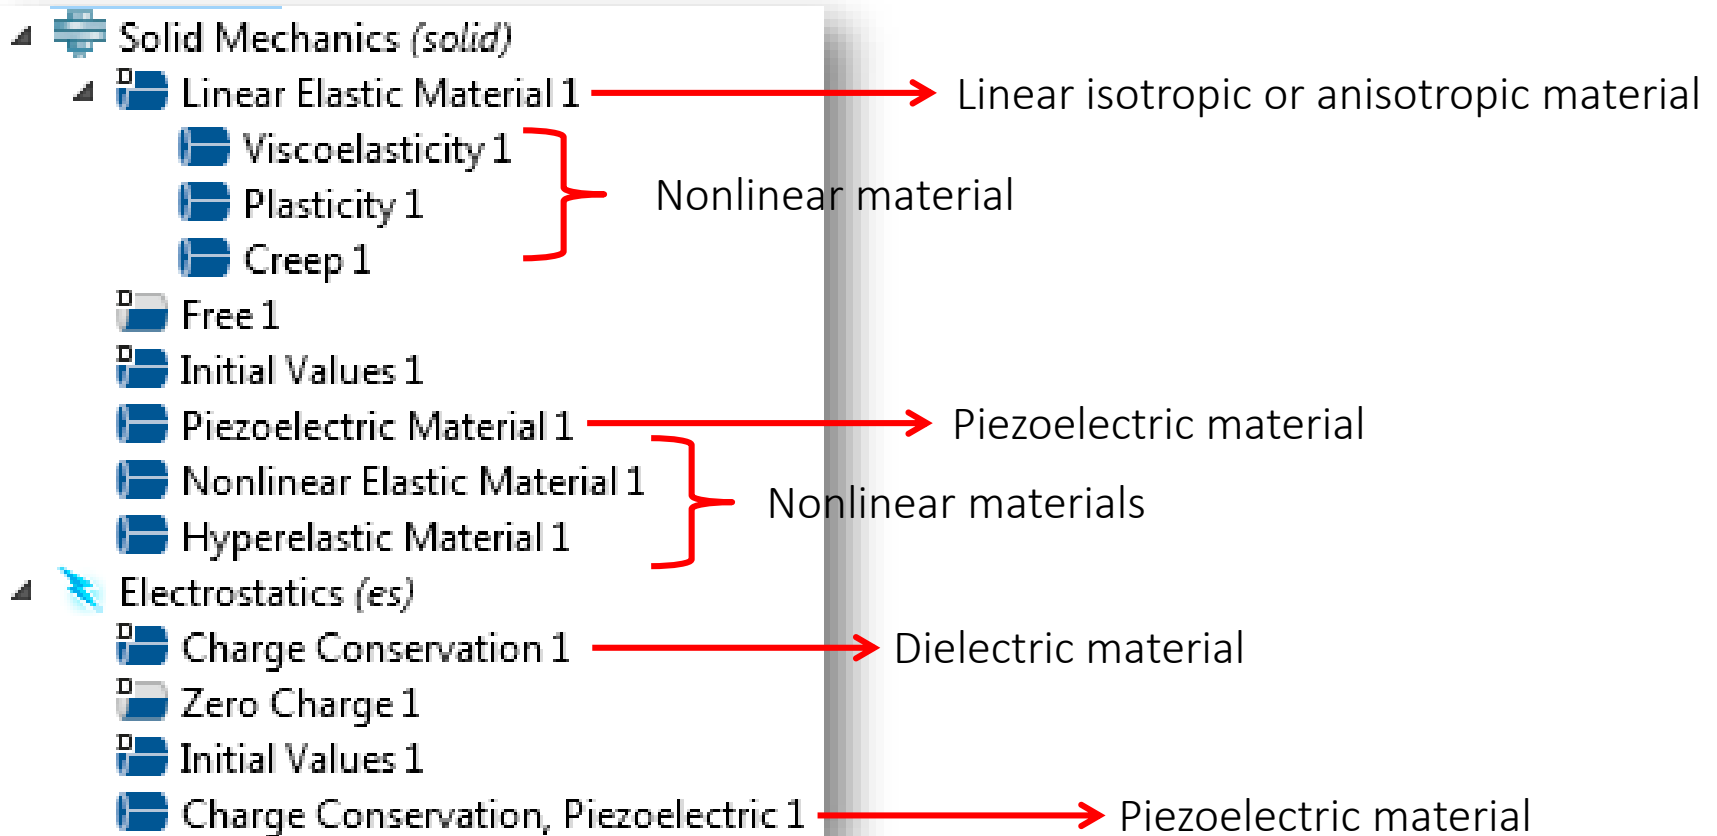 Solid Mechanics (solid)
Linear Elastic Material 1
Linear isotropic or anisotropic material
Viscoelasticity 1
Plasticity 1
Nonlinear material
Creep 1
Free 1
Initial Values 1
Piezoelectric Material 1
Piezoelectric material
Nonlinear Elastic Material 1
Nonlinear materials
Hyperelastic Material 1
Electrostatics (es)
Charge Conservation 1
Dielectric material
Zero Charge 1
Initial Values 1
Charge Conservation, Piezoelectric 1
Piezoelectric material